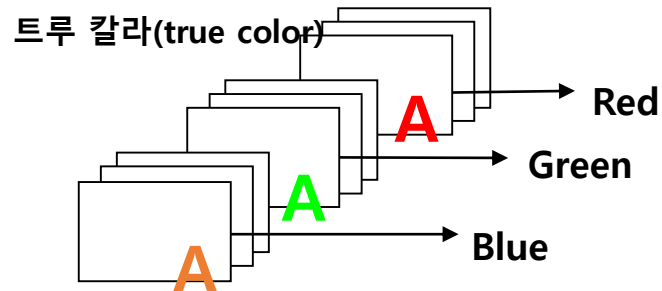 트루 칼라(true color)
A
Red
A
Green
A
Blue